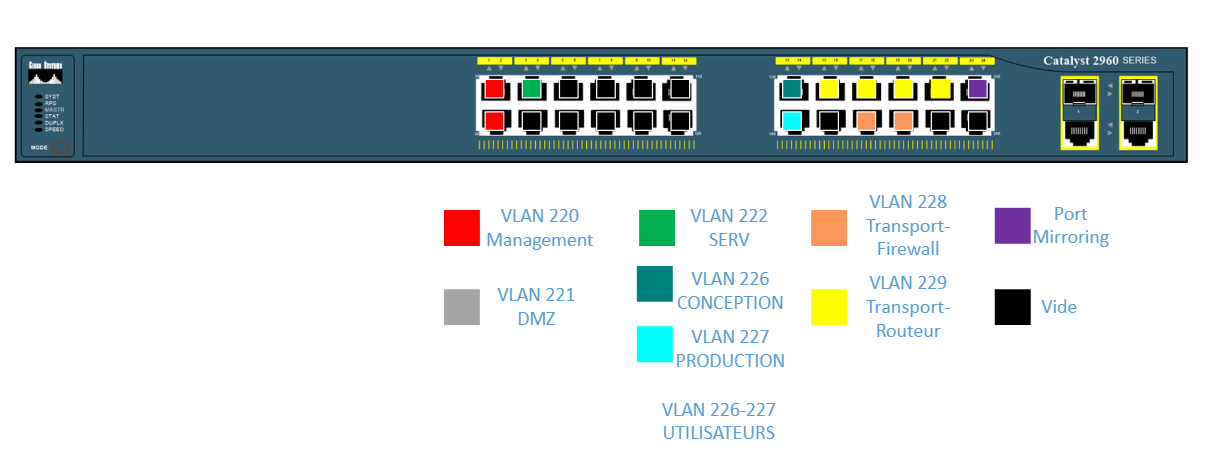 CISCO SYSTEMS
Catalyst 2960 SERIES
1 2 3 4 5 6 7 8 9 10 11 12
13 14 15 16 17 18 19 20 21 22 23 24
SYST
RPS
MASTR
STAT
DUPLX
SPEED
MODE
1
2
VLAN 220
Management
VLAN 222
SERV
VLAN 228
Transport-
Firewall
Port
Mirroring
VLAN 221
DMZ
VLAN 226
CONCEPTION
VLAN 229
Transport-
Routeur
Vide
VLAN 227
PRODUCTION
VLAN 226-227
UTILISATEURS